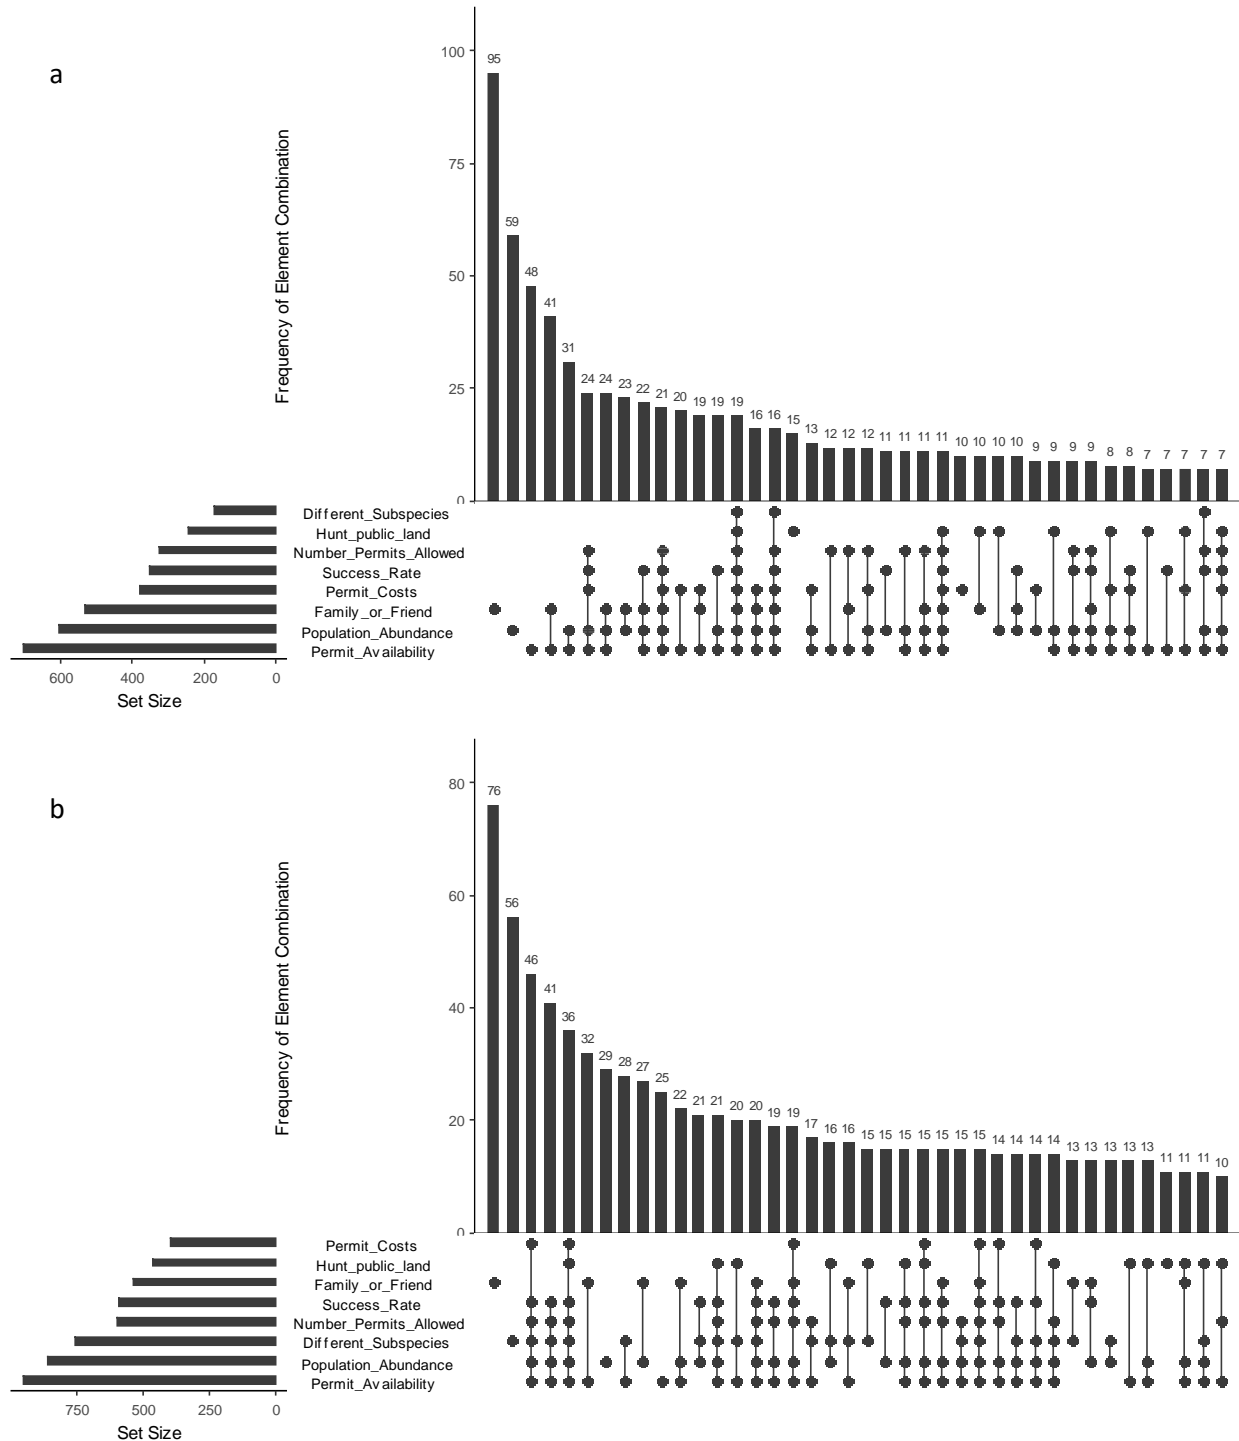 a
Frequency of Element Combination
100
75
50
25
0
95 59 48 41 31 24 24 23 22 21 20 19 19 19 16 16 15 13 12 12 12 11 11 11 11 10 10 10 10 9 9 9 9 8 8 7 7 7 7 7
Different_Subspecies
Hunt_public_land
Number_Permits_Allowed
Success_Rate
Permit_Costs
Family_or_Friend
Population_Abundance
Permit_Availability
600 400 200 0
Set Size
b
Frequency of Element Combination
80
60
40
20
0
76 56 46 41 36 32 29 28 27 25 22 21 21 20 20 19 19 17 16 16 15 15 15 15 15 15 15 14 14 14 14 13 13 13 13 13 11 11 11 10
Permit_Costs
Hunt_public_land
Family_or_Friend
Success_Rate
Number_Permits_Allowed
Different_Subspecies
Population_Abundance
Permit_Availability
750 500 250 0
Set Size